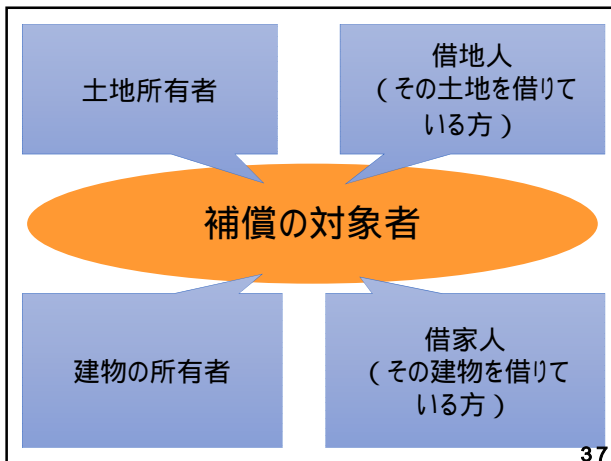 土地所有者
借地人
（その土地を借りて
いる方）
補償の対象者
建物の所有者
借家人
（その建物を借りて
いる方）
37